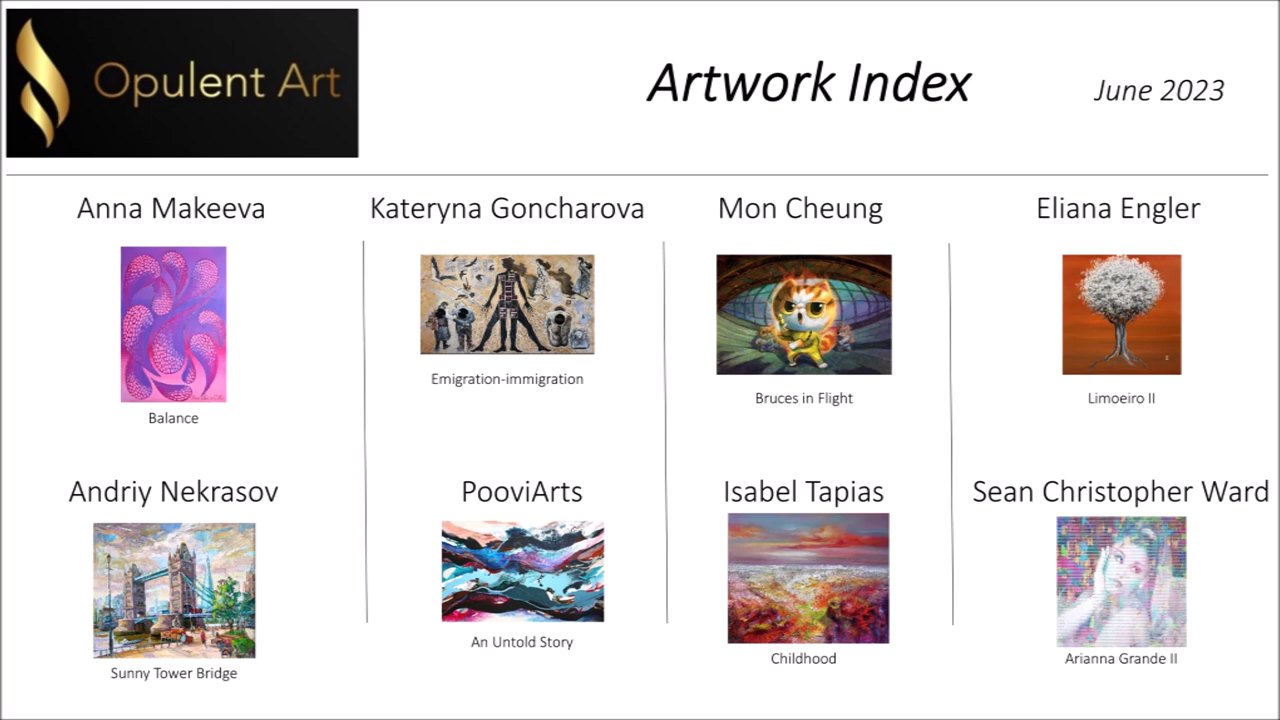 Opulent Art
Artwork Index
June 2023
Anna Makeeva
Kateryna Goncharova
Mon Cheung
Eliana Engler
Balance
Emigration-immigration
Bruces in Flight
Limoeiro II
Andriy Nekrasov
PooviArts
Isabel Tapias
Sean Christopher Ward
Sunny Tower Bridge
An Untold Story
Childhood
Arianna Grande II